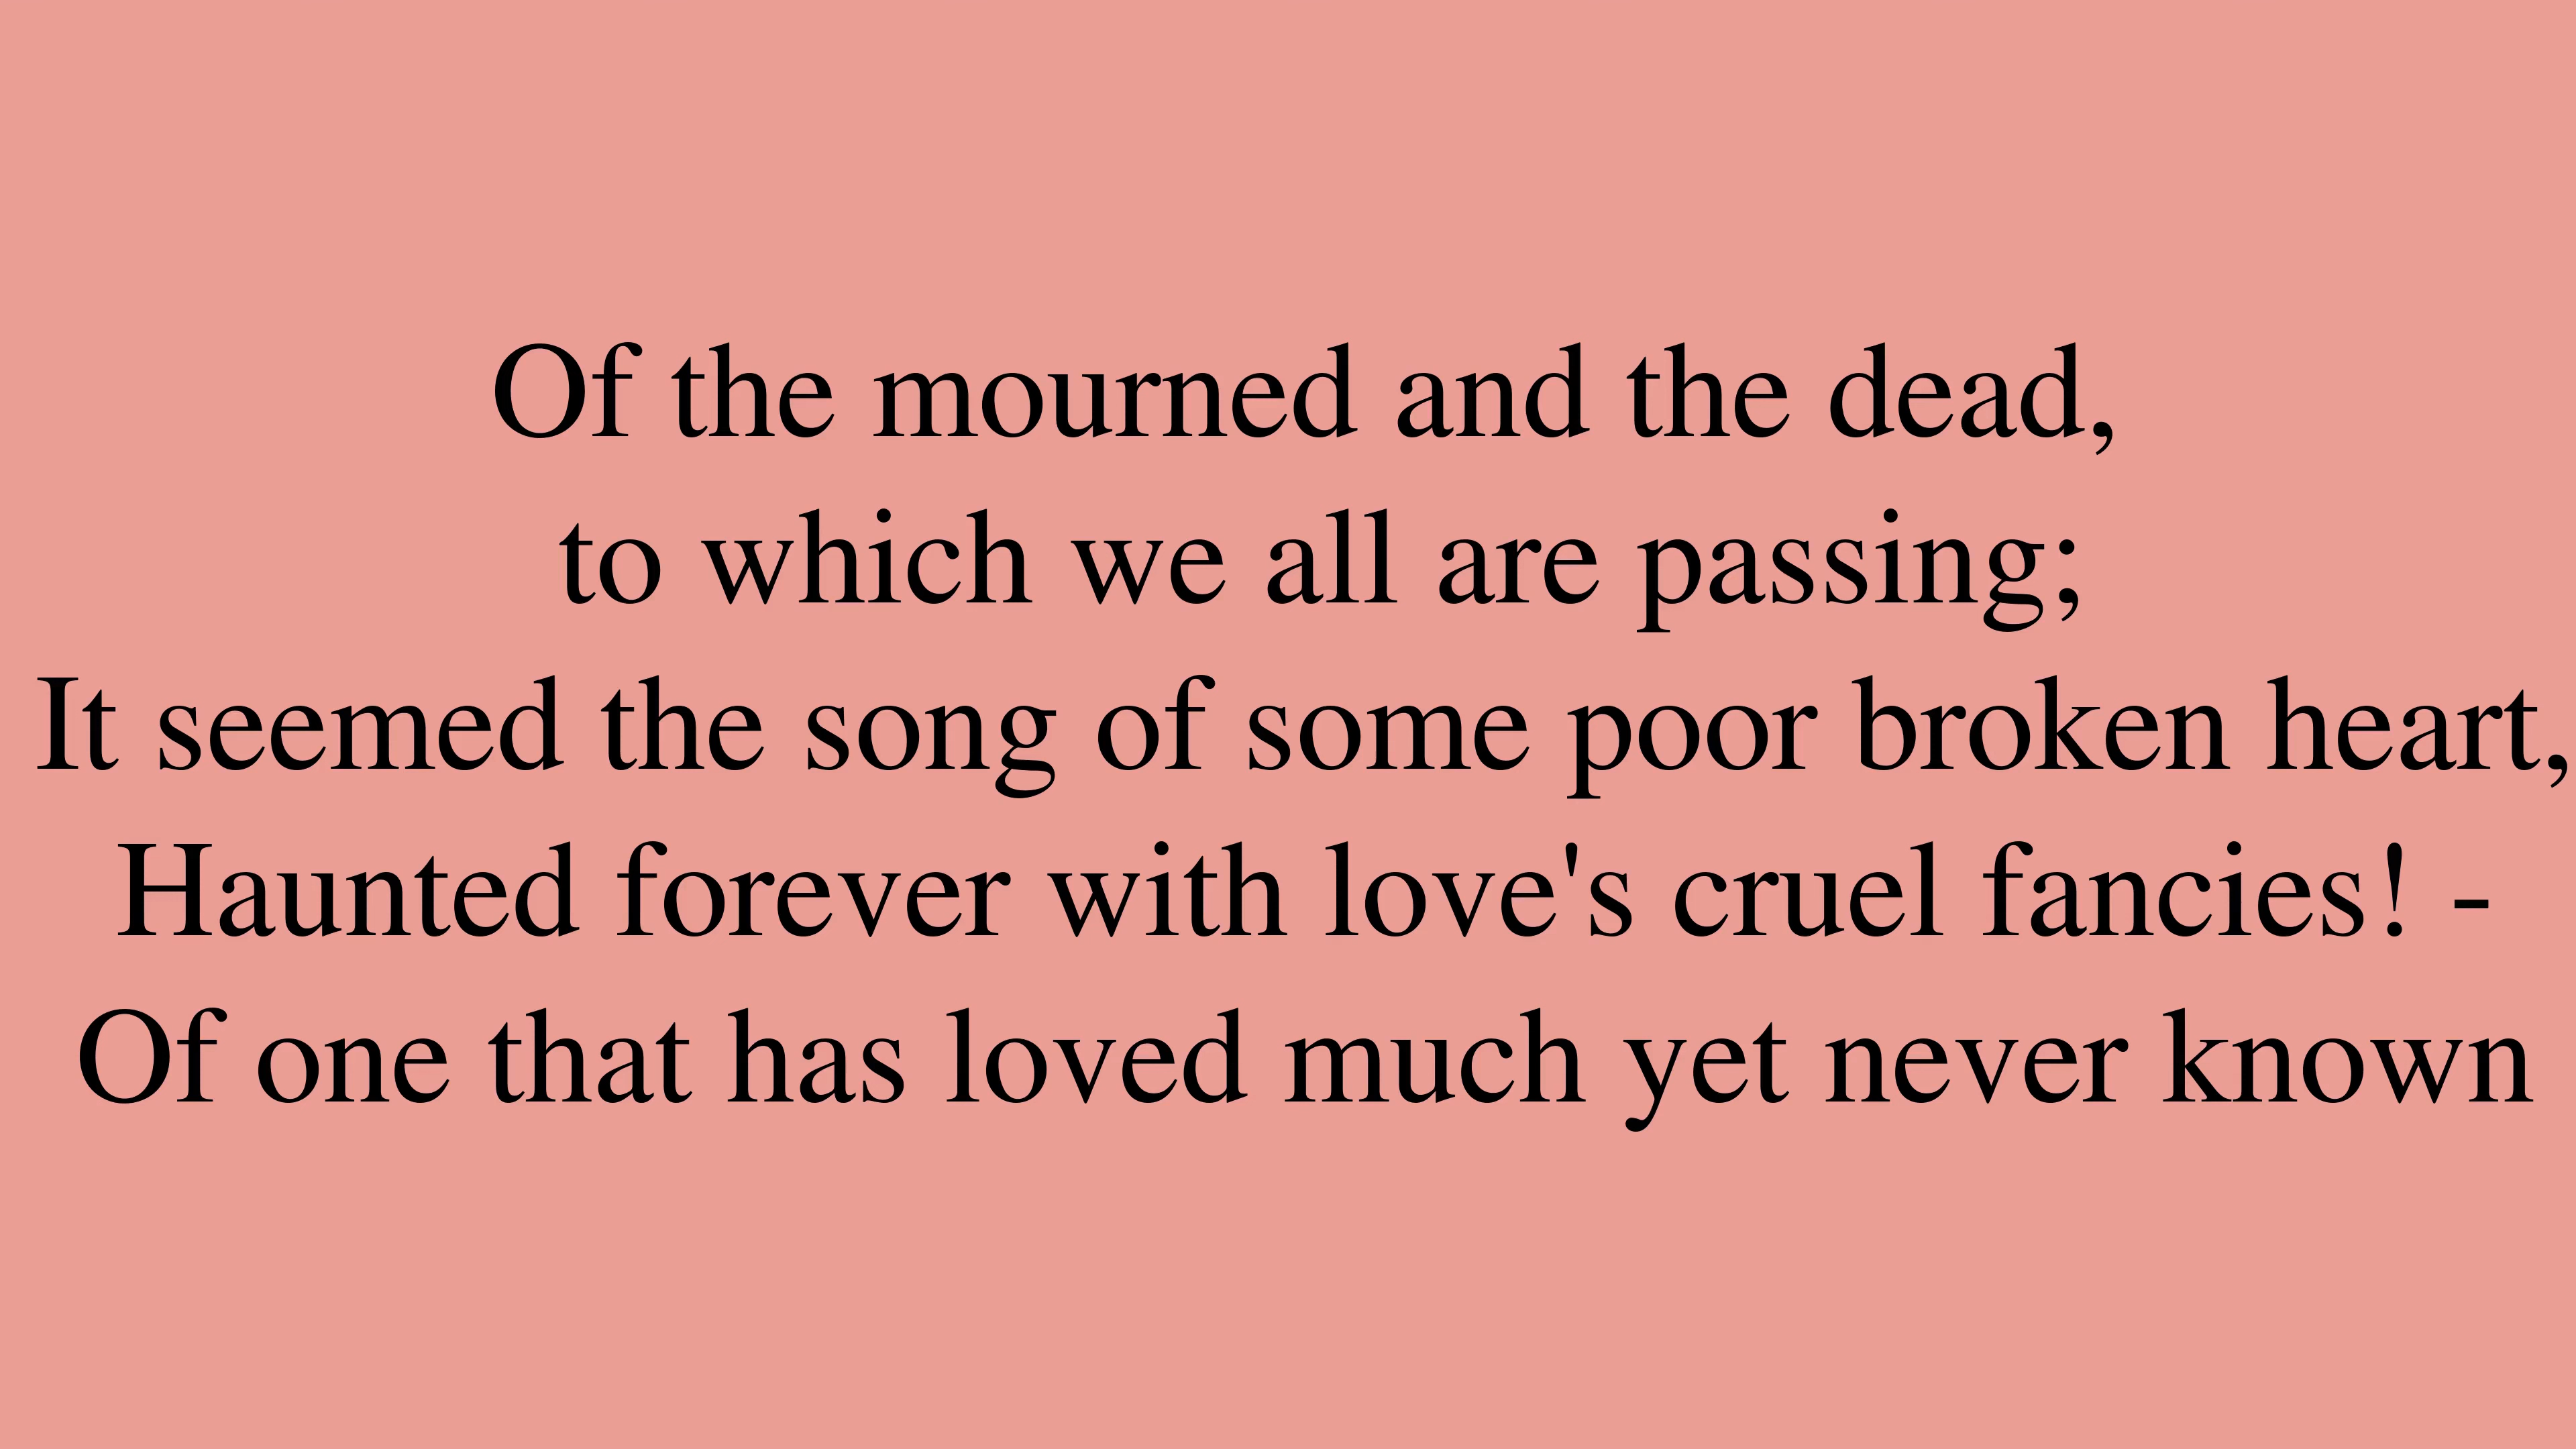 Of the mourned and the dead,
to which we all are passing;
It seemed the song of some poor broken heart,
Haunted forever with love's cruel fancies! -
Of one that has loved much yet never known